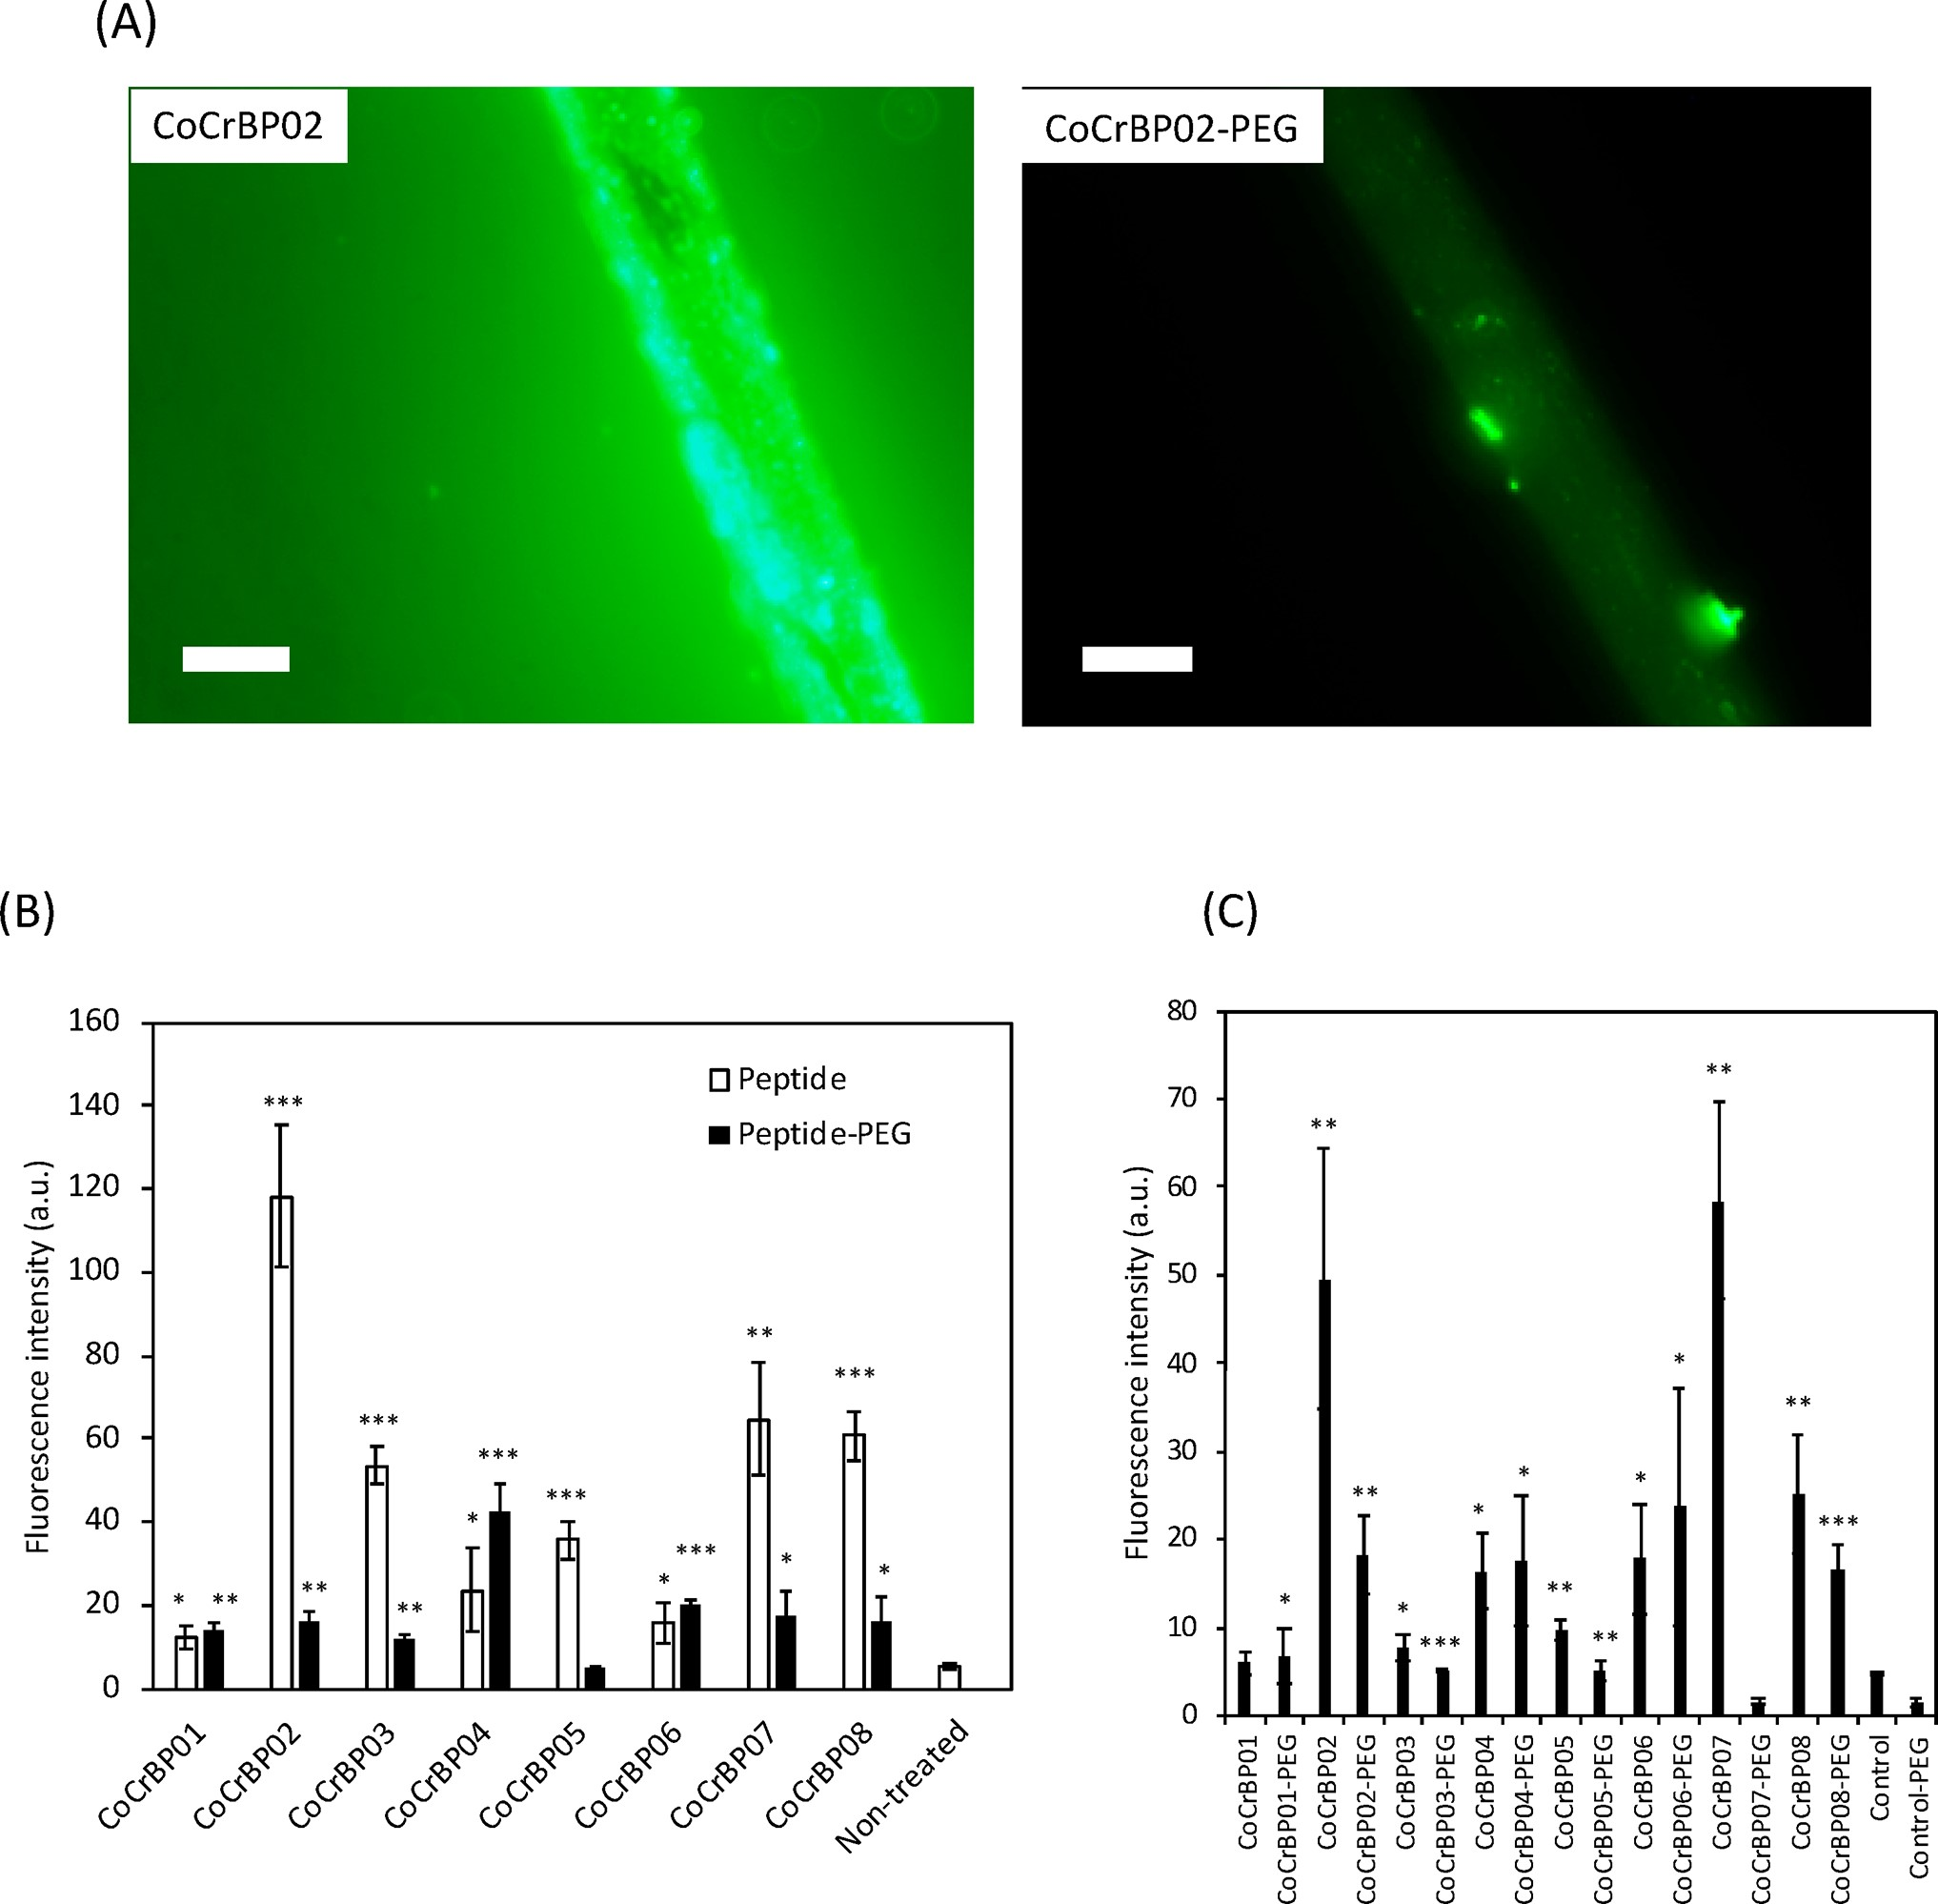 (A)
CoCrBP02
CoCrBP02-PEG
(B)
Fluorescence intensity (a.u.)
160
140
120
100
80
60
40
20
0
Peptide
Peptide-PEG
***
**
***
***
***
*
***
**
***
*
**
**
*
**
*
*
CoCrBP01
CoCrBP02
CoCrBP03
CoCrBP04
CoCrBP05
CoCrBP06
CoCrBP07
CoCrBP08
Non-treated
(C)
Fluorescence intensity (a.u.)
80
70
60
50
40
30
20
10
0
*
**
**
*
***
*
*
**
**
*
*
**
**
***
CoCrBP01
CoCrBP01-PEG
CoCrBP02
CoCrBP02-PEG
CoCrBP03
CoCrBP03-PEG
CoCrBP04
CoCrBP04-PEG
CoCrBP05
CoCrBP05-PEG
CoCrBP06
CoCrBP06-PEG
CoCrBP07
CoCrBP07-PEG
CoCrBP08
CoCrBP08-PEG
Control
Control-PEG